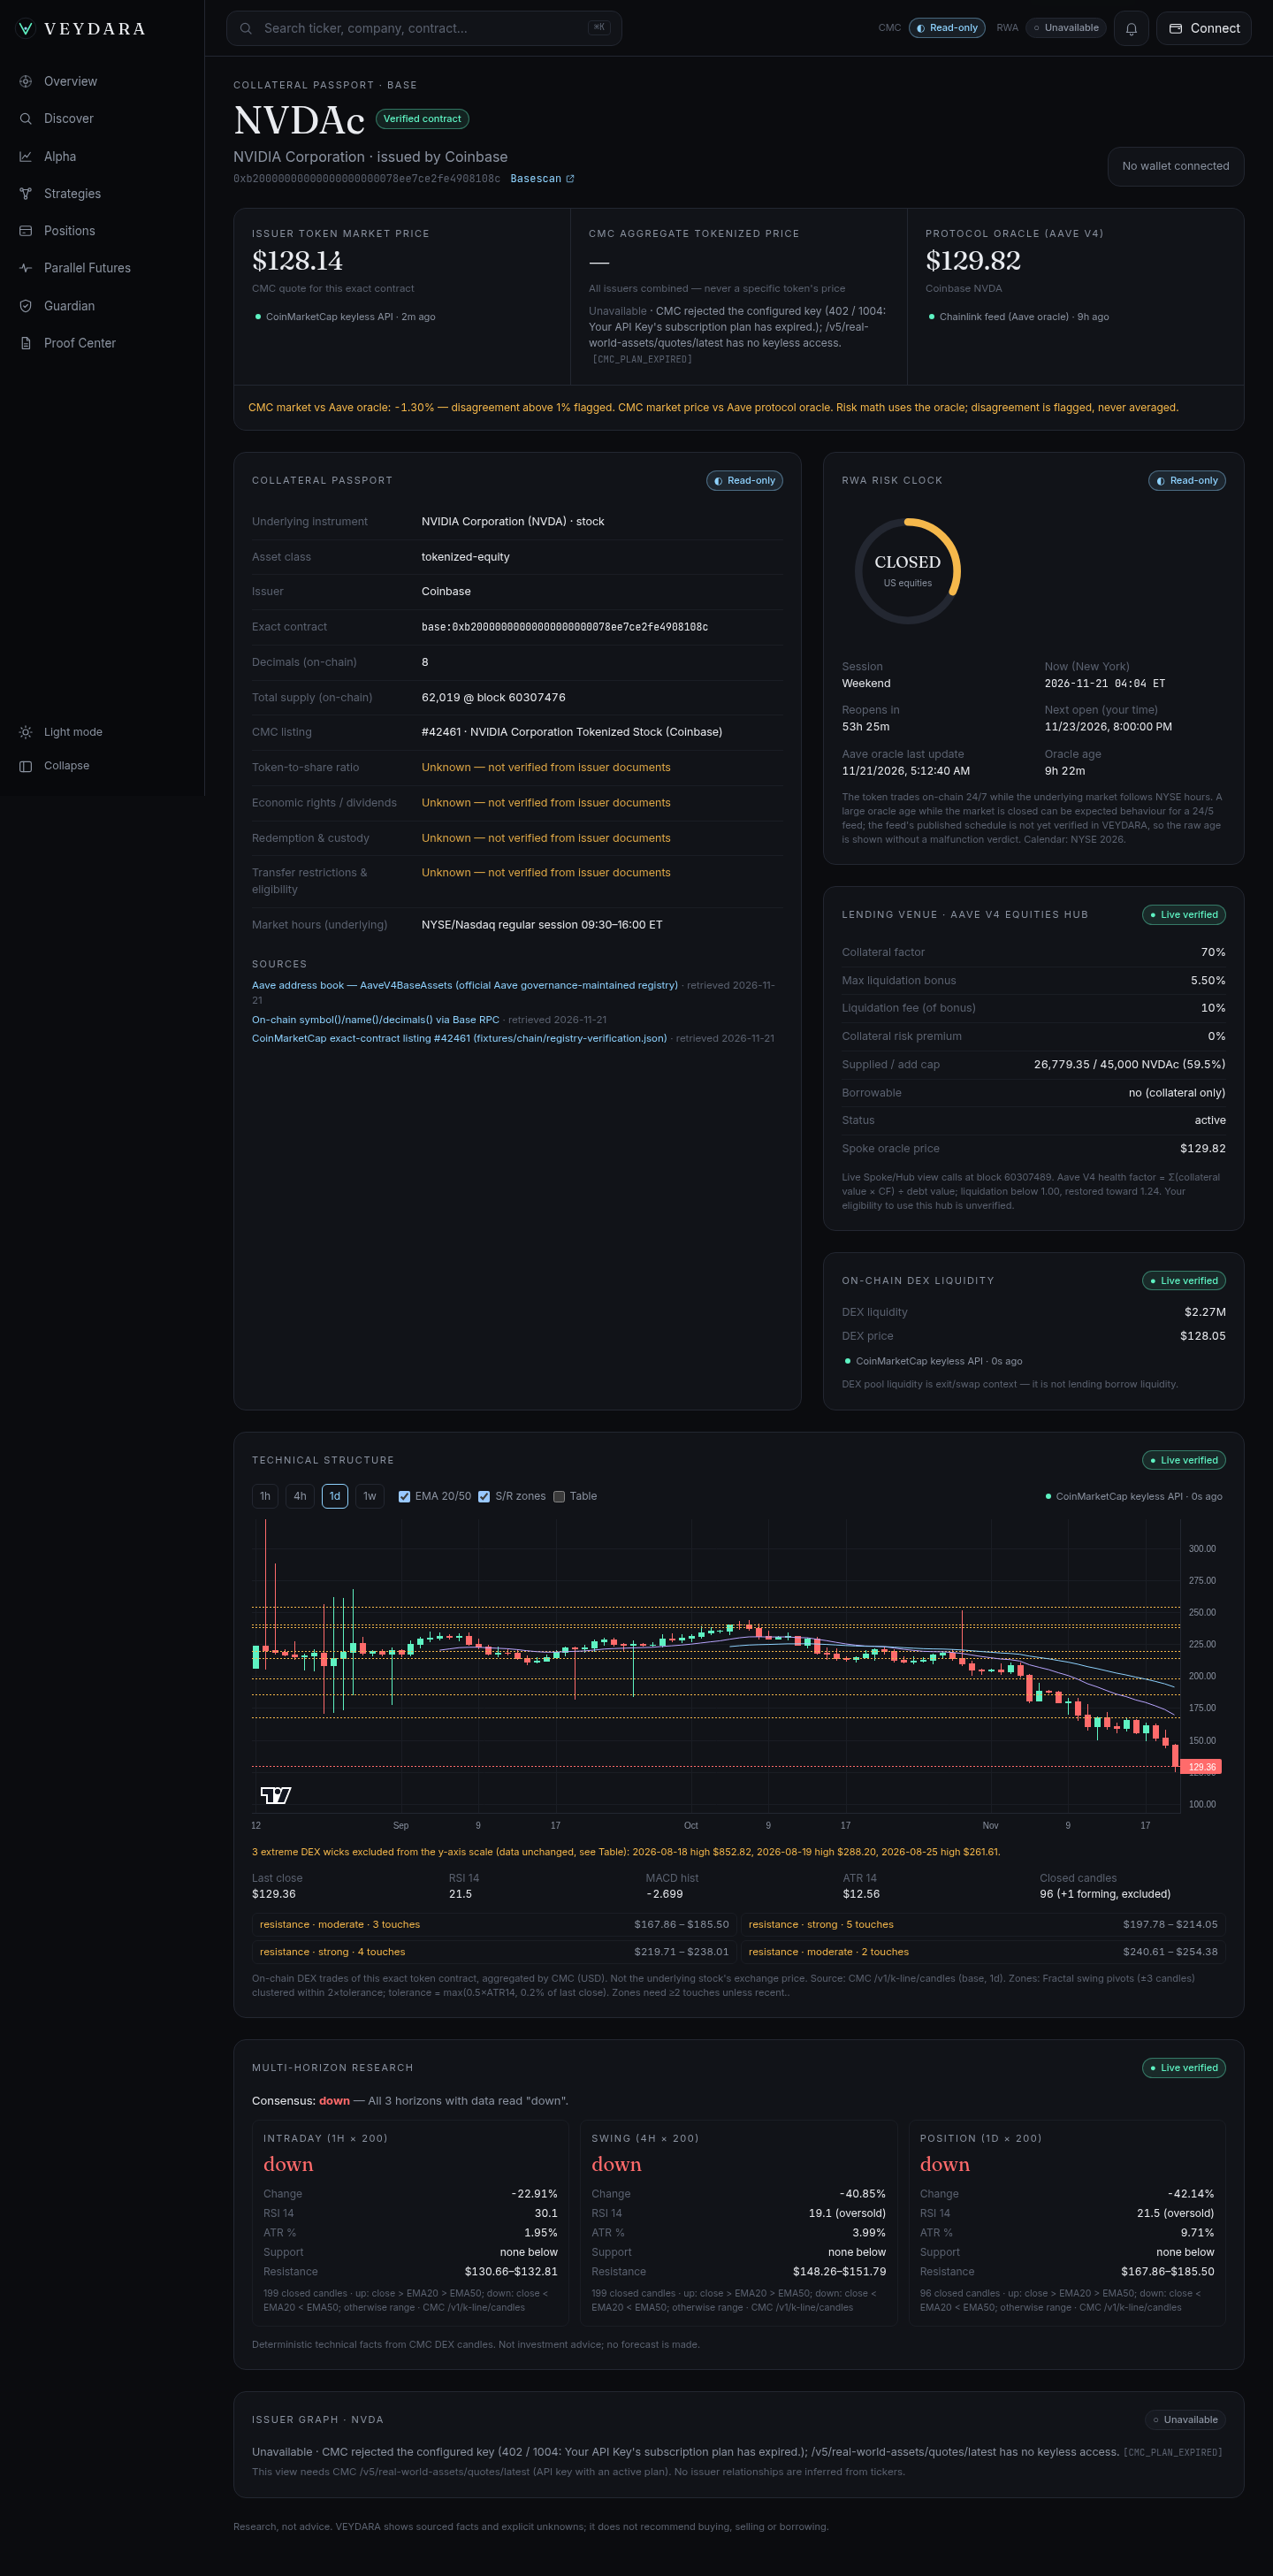 VEYDARA
Search ticker, company, contract...
⌘K
CMC
Read-only
RWA
Unavailable
Connect
Overview
Discover
Alpha
Strategies
Positions
Parallel Futures
Guardian
Proof Center
Light mode
Collapse
COLLATERAL PASSPORT · BASE
NVDAc
Verified contract
NVIDIA Corporation · issued by Coinbase
Basescan
No wallet connected
ISSUER TOKEN MARKET PRICE
$128.14
CMC quote for this exact contract
CoinMarketCap keyless API · 2m ago
CMC AGGREGATE TOKENIZED PRICE
—
All issuers combined — never a specific token's price
Unavailable · CMC rejected the configured key (402 / 1004:
Your API Key's subscription plan has expired.); /v5/real-
world-assets/quotes/latest has no keyless access.
[CMC_PLAN_EXPIRED]
PROTOCOL ORACLE (AAVE V4)
$129.82
Coinbase NVDA
Chainlink feed (Aave oracle) · 9h ago
CMC market vs Aave oracle: -1.30% — disagreement above 1% flagged. CMC market price vs Aave protocol oracle. Risk math uses the oracle; disagreement is flagged, never averaged.
COLLATERAL PASSPORT
Read-only
Underlying instrument NVIDIA Corporation (NVDA) · stock
Asset class tokenized-equity
Issuer Coinbase
Exact contract
Decimals (on-chain) 8
Total supply (on-chain) 62,019 @ block 60307476
CMC listing #42461 · NVIDIA Corporation Tokenized Stock (Coinbase)
Token-to-share ratio Unknown — not verified from issuer documents
Economic rights / dividends Unknown — not verified from issuer documents
Redemption & custody Unknown — not verified from issuer documents
Transfer restrictions & Unknown — not verified from issuer documents
eligibility
Market hours (underlying) NYSE/Nasdaq regular session 09:30–16:00 ET
SOURCES
Aave address book — AaveV4BaseAssets (official Aave governance-maintained registry) · retrieved 2026-11-
21
On-chain symbol()/name()/decimals() via Base RPC · retrieved 2026-11-21
CoinMarketCap exact-contract listing #42461 (fixtures/chain/registry-verification.json) · retrieved 2026-11-21
RWA RISK CLOCK
Read-only
CLOSED
US equities
Session Now (New York)
Weekend 2026-11-21 04:04 ET
Reopens in Next open (your time)
53h 25m 11/23/2026, 8:00:00 PM
Aave oracle last update Oracle age
11/21/2026, 5:12:40 AM 9h 22m
The token trades on-chain 24/7 while the underlying market follows NYSE hours. A
large oracle age while the market is closed can be expected behaviour for a 24/5
feed; the feed's published schedule is not yet verified in VEYDARA, so the raw age
is shown without a malfunction verdict. Calendar: NYSE 2026.
LENDING VENUE · AAVE V4 EQUITIES HUB
Live verified
Collateral factor 70%
Max liquidation bonus 5.50%
Liquidation fee (of bonus) 10%
Collateral risk premium 0%
Supplied / add cap 26,779.35 / 45,000 NVDAc (59.5%)
Borrowable no (collateral only)
Status active
Spoke oracle price $129.82
Live Spoke/Hub view calls at block 60307489. Aave V4 health factor = Σ(collateral
value × CF) ÷ debt value; liquidation below 1.00, restored toward 1.24. Your
eligibility to use this hub is unverified.
ON-CHAIN DEX LIQUIDITY
Live verified
DEX liquidity $2.27M
DEX price $128.05
CoinMarketCap keyless API · 0s ago
DEX pool liquidity is exit/swap context — it is not lending borrow liquidity.
TECHNICAL STRUCTURE
Live verified
1h 4h 1d 1w EMA 20/50 S/R zones Table
CoinMarketCap keyless API · 0s ago
300.00
275.00
250.00
225.00
200.00
175.00
150.00
129.36
100.00
12 Sep 9 17 Oct 9 17 Nov 9 17
3 extreme DEX wicks excluded from the y-axis scale (data unchanged, see Table): 2026-08-18 high $852.82, 2026-08-19 high $288.20, 2026-08-25 high $261.61.
Last close RSI 14 MACD hist ATR 14 Closed candles
$129.36 21.5 -2.699 $12.56 96 (+1 forming, excluded)
resistance · moderate · 3 touches $167.86 – $185.50
resistance · strong · 5 touches $197.78 – $214.05
resistance · strong · 4 touches $219.71 – $238.01
resistance · moderate · 2 touches $240.61 – $254.38
On-chain DEX trades of this exact token contract, aggregated by CMC (USD). Not the underlying stock's exchange price. Source: CMC /v1/k-line/candles (base, 1d). Zones: Fractal swing pivots (±3 candles)
clustered within 2×tolerance; tolerance = max(0.5×ATR14, 0.2% of last close). Zones need ≥2 touches unless recent..
MULTI-HORIZON RESEARCH
Live verified
Consensus: down — All 3 horizons with data read "down".
INTRADAY (1H × 200)
down
Change -22.91%
RSI 14 30.1
ATR % 1.95%
Support none below
Resistance $130.66–$132.81
199 closed candles · up: close > EMA20 > EMA50; down: close <
EMA20 < EMA50; otherwise range · CMC /v1/k-line/candles
SWING (4H × 200)
down
Change -40.85%
RSI 14 19.1 (oversold)
ATR % 3.99%
Support none below
Resistance $148.26–$151.79
199 closed candles · up: close > EMA20 > EMA50; down: close <
EMA20 < EMA50; otherwise range · CMC /v1/k-line/candles
POSITION (1D × 200)
down
Change -42.14%
RSI 14 21.5 (oversold)
ATR % 9.71%
Support none below
Resistance $167.86–$185.50
96 closed candles · up: close > EMA20 > EMA50; down: close <
EMA20 < EMA50; otherwise range · CMC /v1/k-line/candles
Deterministic technical facts from CMC DEX candles. Not investment advice; no forecast is made.
ISSUER GRAPH · NVDA
Unavailable
Unavailable · CMC rejected the configured key (402 / 1004: Your API Key's subscription plan has expired.); /v5/real-world-assets/quotes/latest has no keyless access. [CMC_PLAN_EXPIRED]
This view needs CMC /v5/real-world-assets/quotes/latest (API key with an active plan). No issuer relationships are inferred from tickers.
Research, not advice. VEYDARA shows sourced facts and explicit unknowns; it does not recommend buying, selling or borrowing.